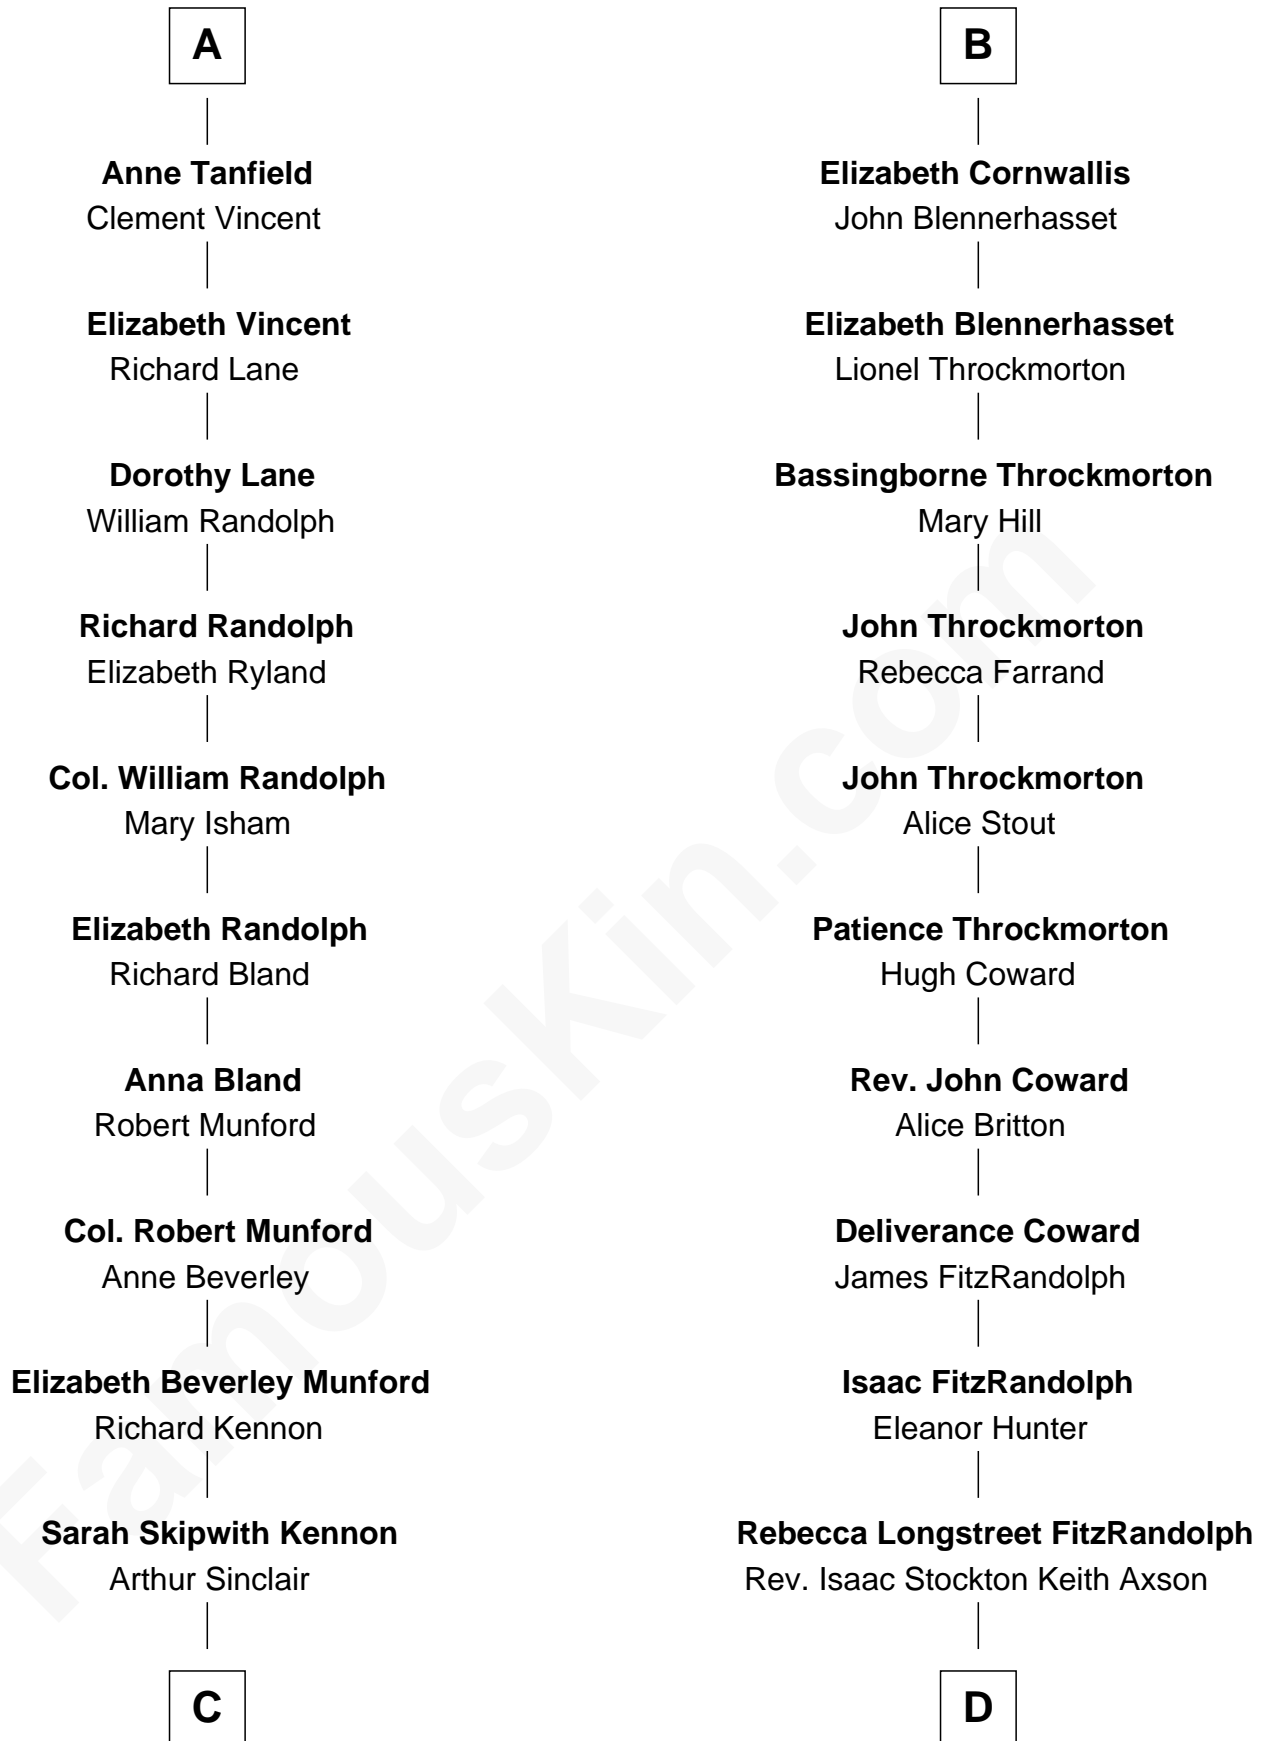 A
Anne Tanfield
Clement Vincent
Elizabeth Vincent
Richard Lane
Dorothy Lane
William Randolph
Richard Randolph
Elizabeth Ryland
Col. William Randolph
Mary Isham
Elizabeth Randolph
Richard Bland
Anna Bland
Robert Munford
Col. Robert Munford
Anne Beverley
Elizabeth Beverley Munford
Richard Kennon
Sarah Skipwith Kennon
Arthur Sinclair
C
B
Elizabeth Cornwallis
John Blennerhasset
Elizabeth Blennerhasset
Lionel Throckmorton
Bassingborne Throckmorton
Mary Hill
John Throckmorton
Rebecca Farrand
John Throckmorton
Alice Stout
Patience Throckmorton
Hugh Coward
Rev. John Coward
Alice Britton
Deliverance Coward
James FitzRandolph
Isaac FitzRandolph
Eleanor Hunter
Rebecca Longstreet FitzRandolph
Rev. Isaac Stockton Keith Axson
D
FamousKin.com